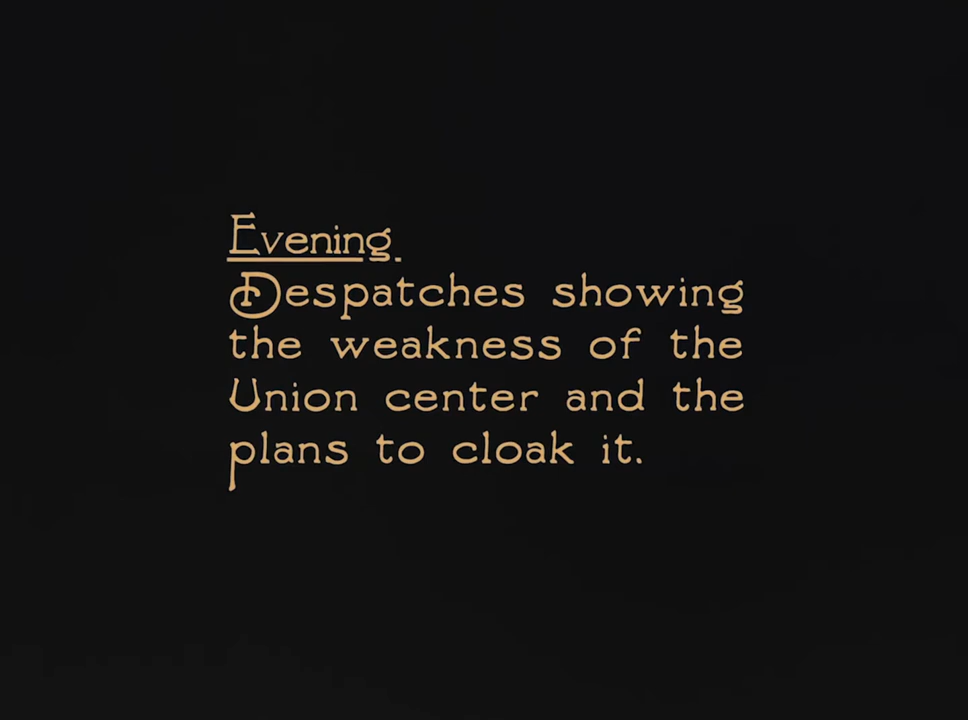 Evening.
Despatches showing
the weakness of the
Union center and the
plans to cloak it.